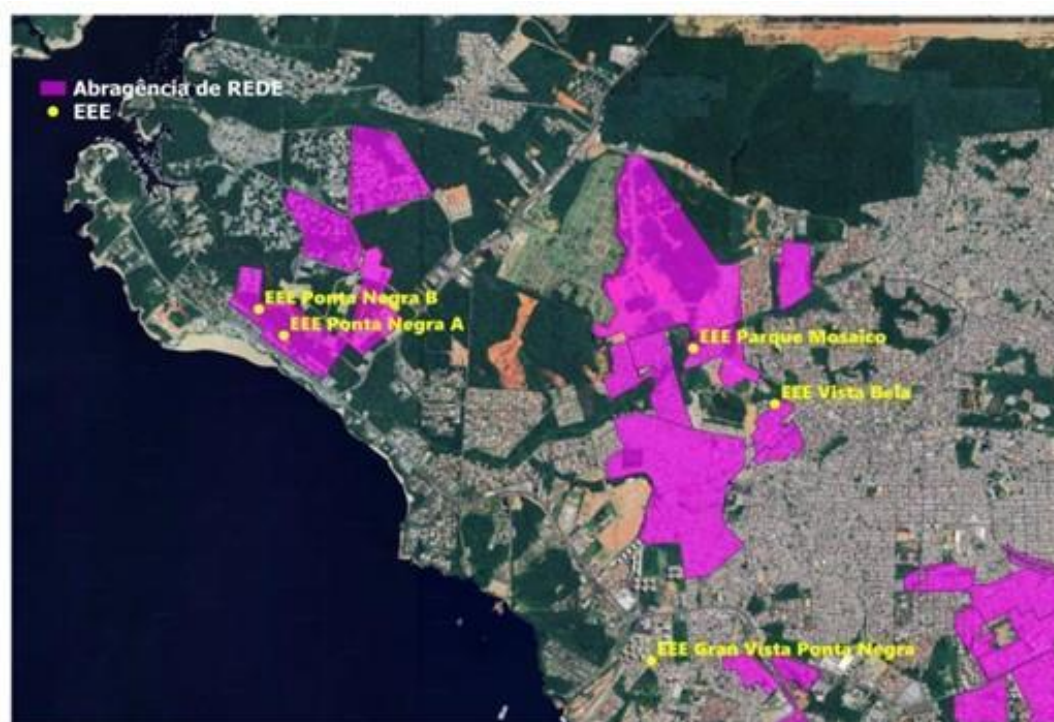 Abragência de REDE
EEE
EEE Ponta Negra B
EEE Ponta Negra A
EEE Parque Mosaico
EEE Vista Bela
EEE Gran Vista Ponta Negra